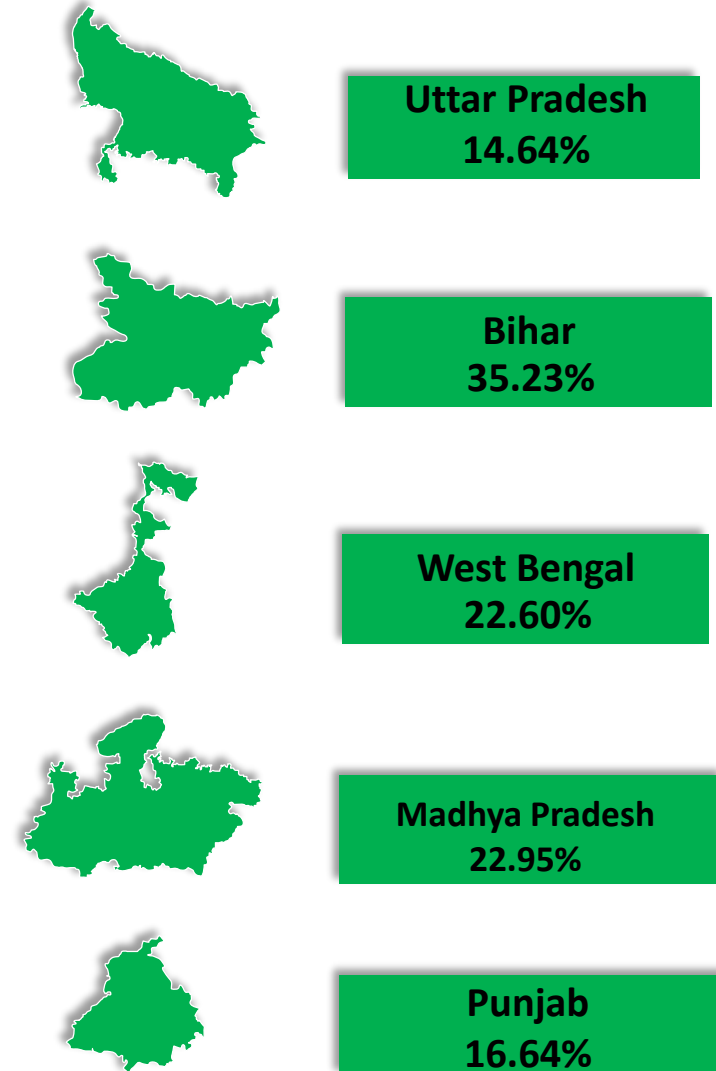 Uttar Pradesh
14.64%
Bihar
35.23%
West Bengal
22.60%
Madhya Pradesh
22.95%
Punjab
16.64%